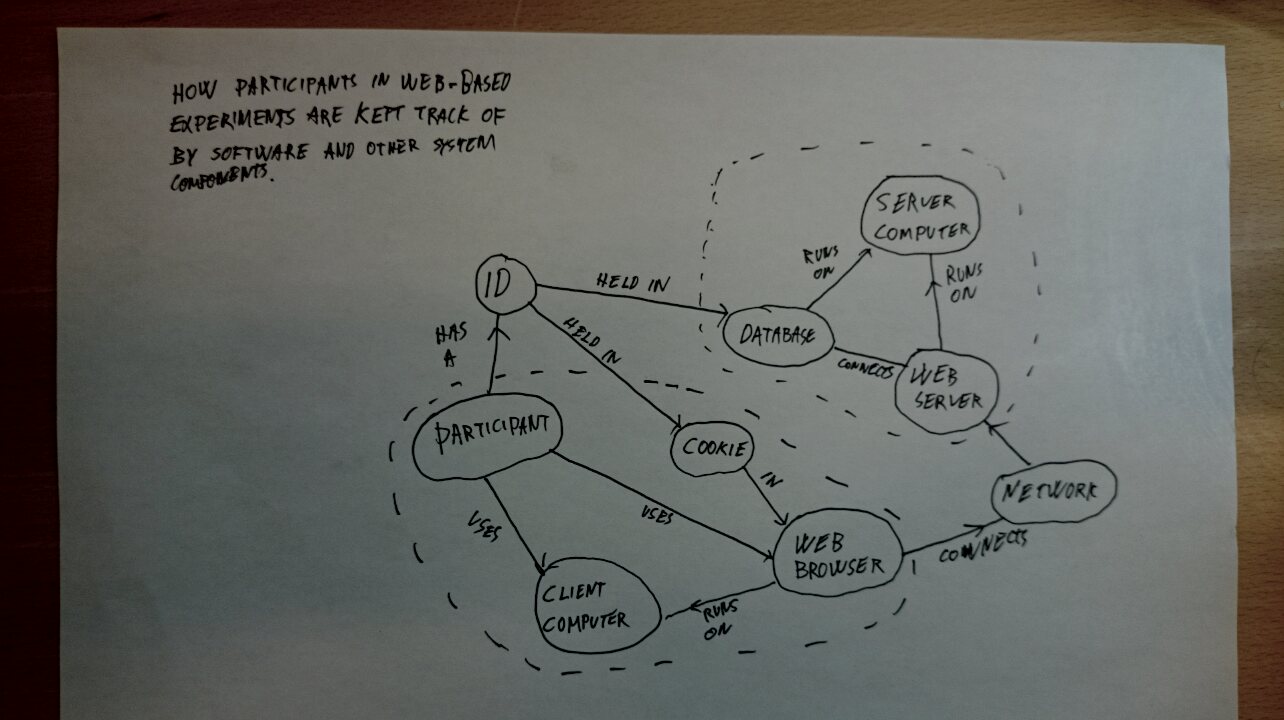 HOW PARTICIPANTS IN WEB-BASED
EXPERIMENTS ARE KEPT TRACK OF
BY SOFTWARE AND OTHER SYSTEM
COMPONENTS.
SERVER
COMPUTER
RUNS
ON
RUNS
ON
ID
HELD IN
HELD IN
DATABASE
CONNECTS
WEB
SERVER
HAS
A
PARTICIPANT
COOKIE
IN
NETWORK
USES
USES
WEB
BROWSER
CONNECTS
CLIENT
COMPUTER
RUNS
ON